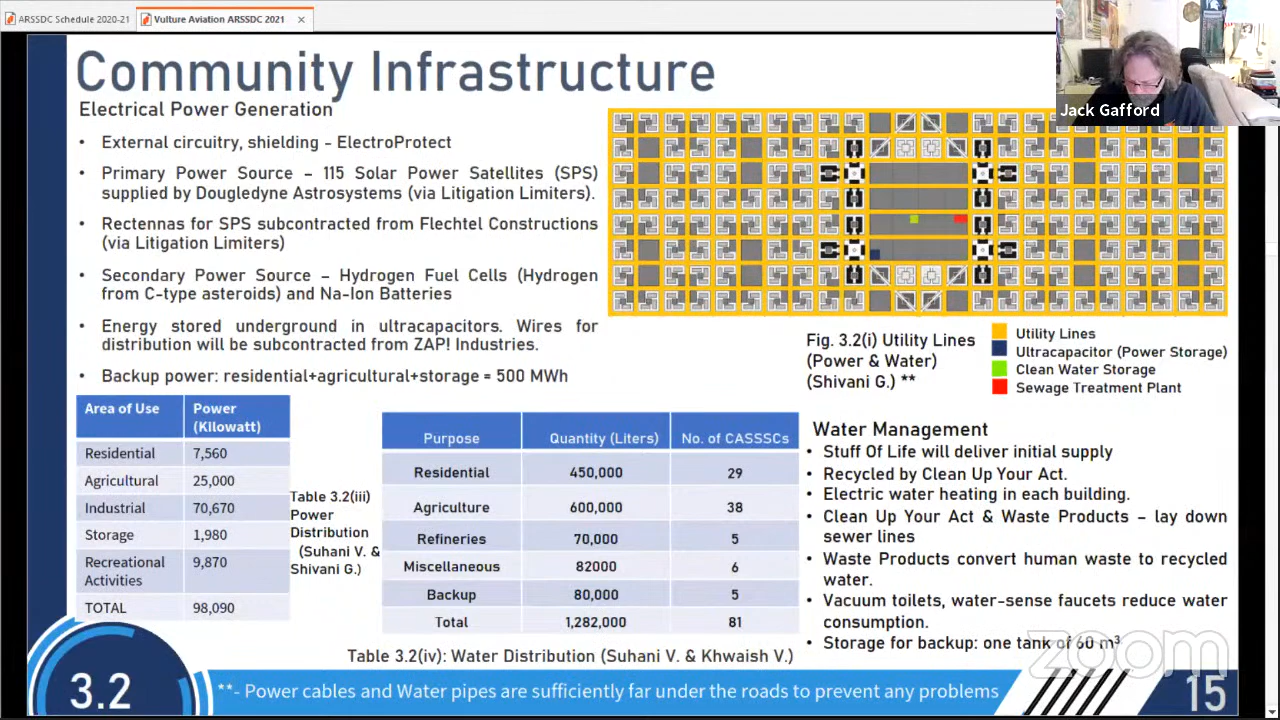 ARSSDC Schedule 2020-21
Vulture Aviation ARSSDC 2021
Jack Gafford
Community Infrastructure
Electrical Power Generation
• External circuitry, shielding - ElectroProtect
• Primary Power Source – 115 Solar Power Satellites (SPS)
supplied by Dougledyne Astrosystems (via Litigation Limiters).
• Rectennas for SPS subcontracted from Flechtel Constructions
(via Litigation Limiters)
• Secondary Power Source – Hydrogen Fuel Cells (Hydrogen
from C-type asteroids) and Na-Ion Batteries
• Energy stored underground in ultracapacitors. Wires for
distribution will be subcontracted from ZAP! Industries.
• Backup power: residential+agricultural+storage = 500 MWh
Fig. 3.2(i) Utility Lines
(Power & Water)
(Shivani G.) **
Utility Lines
Ultracapacitor (Power Storage)
Clean Water Storage
Sewage Treatment Plant
Area of Use Power
(Kilowatt)
Residential 7,560
Agricultural 25,000
Industrial 70,670
Storage 1,980
Recreational 9,870
Activities
TOTAL 98,090
Table 3.2(iii)
Power
Distribution
(Suhani V. &
Shivani G.)
Purpose Quantity (Liters) No. of CASSSCs
Residential 450,000 29
Agriculture 600,000 38
Refineries 70,000 5
Miscellaneous 82000 6
Backup 80,000 5
Total 1,282,000 81
Table 3.2(iv): Water Distribution (Suhani V. & Khwaish V.)
Water Management
• Stuff Of Life will deliver initial supply
• Recycled by Clean Up Your Act.
• Electric water heating in each building.
• Clean Up Your Act & Waste Products – lay down
sewer lines
• Waste Products convert human waste to recycled
water.
• Vacuum toilets, water-sense faucets reduce water
consumption.
• Storage for backup: one tank of 60 m³
zoom
3.2
**- Power cables and Water pipes are sufficiently far under the roads to prevent any problems
15